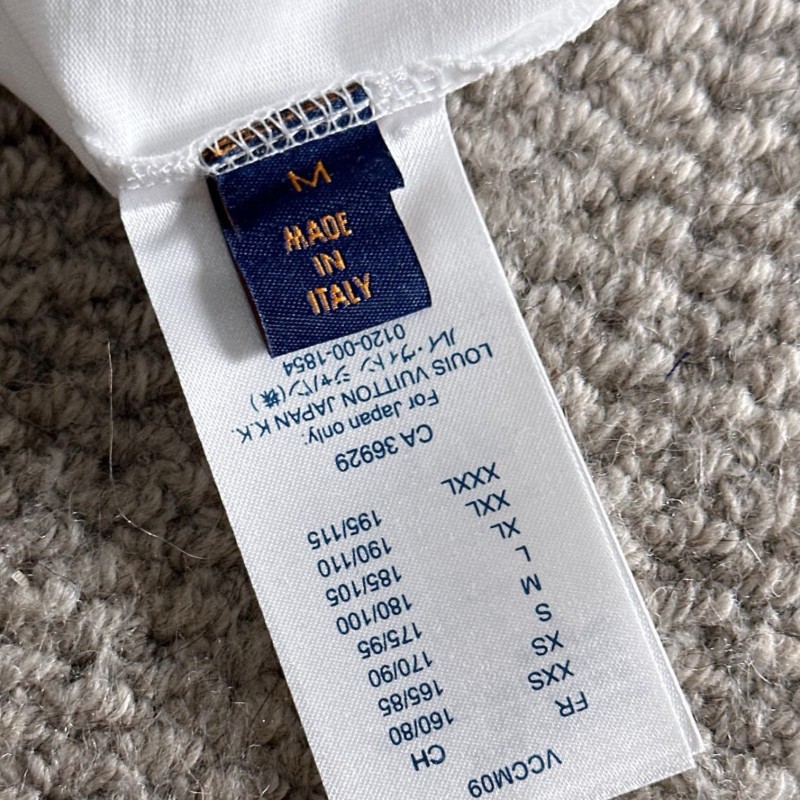 M
MADE
IN
ITALY
VCCM09
FR CH
XXS 160/80
XS 165/85
S 170/90
M 175/95
L 180/100
XL 185/105
XXL 190/110
XXXL 195/115
CA 36929
For Japan only:
LOUIS VUITTON JAPAN K.K.
ルイ・ヴィトン ジャパン(株)
0120-00-1854